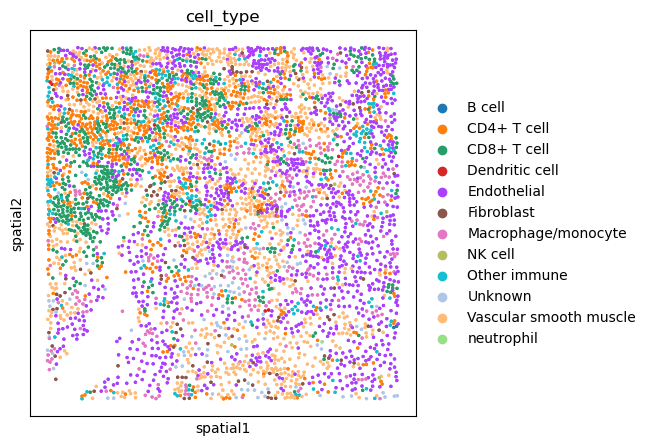 cell_type
spatial2
spatial1
B cell
CD4+ T cell
CD8+ T cell
Dendritic cell
Endothelial
Fibroblast
Macrophage/monocyte
NK cell
Other immune
Unknown
Vascular smooth muscle
neutrophil